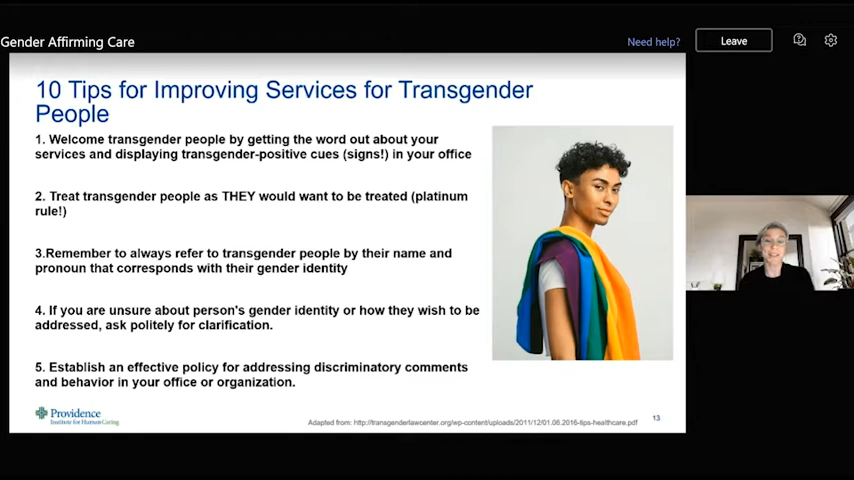 Gender Affirming Care
Need help?
Leave
10 Tips for Improving Services for Transgender
People
1. Welcome transgender people by getting the word out about your
services and displaying transgender-positive cues (signs!) in your office
2. Treat transgender people as THEY would want to be treated (platinum
rule!)
3.Remember to always refer to transgender people by their name and
pronoun that corresponds with their gender identity
4. If you are unsure about person's gender identity or how they wish to be
addressed, ask politely for clarification.
5. Establish an effective policy for addressing discriminatory comments
and behavior in your office or organization.
Providence
Institute for Human Caring
Adapted from: http://transgenderlawcenter.org/wp-content/uploads/2011/12/01.06.2016-tips-healthcare.pdf
13